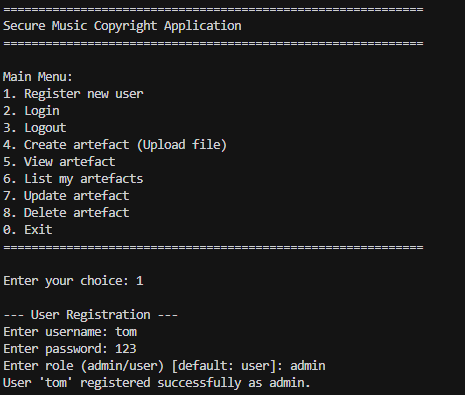 ============================================================
Secure Music Copyright Application
============================================================
Main Menu:
1. Register new user
2. Login
3. Logout
4. Create artefact (Upload file)
5. View artefact
6. List my artefacts
7. Update artefact
8. Delete artefact
0. Exit
============================================================
Enter your choice: 1
--- User Registration ---
Enter username: tom
Enter password: 123
Enter role (admin/user) [default: user]: admin
User 'tom' registered successfully as admin.